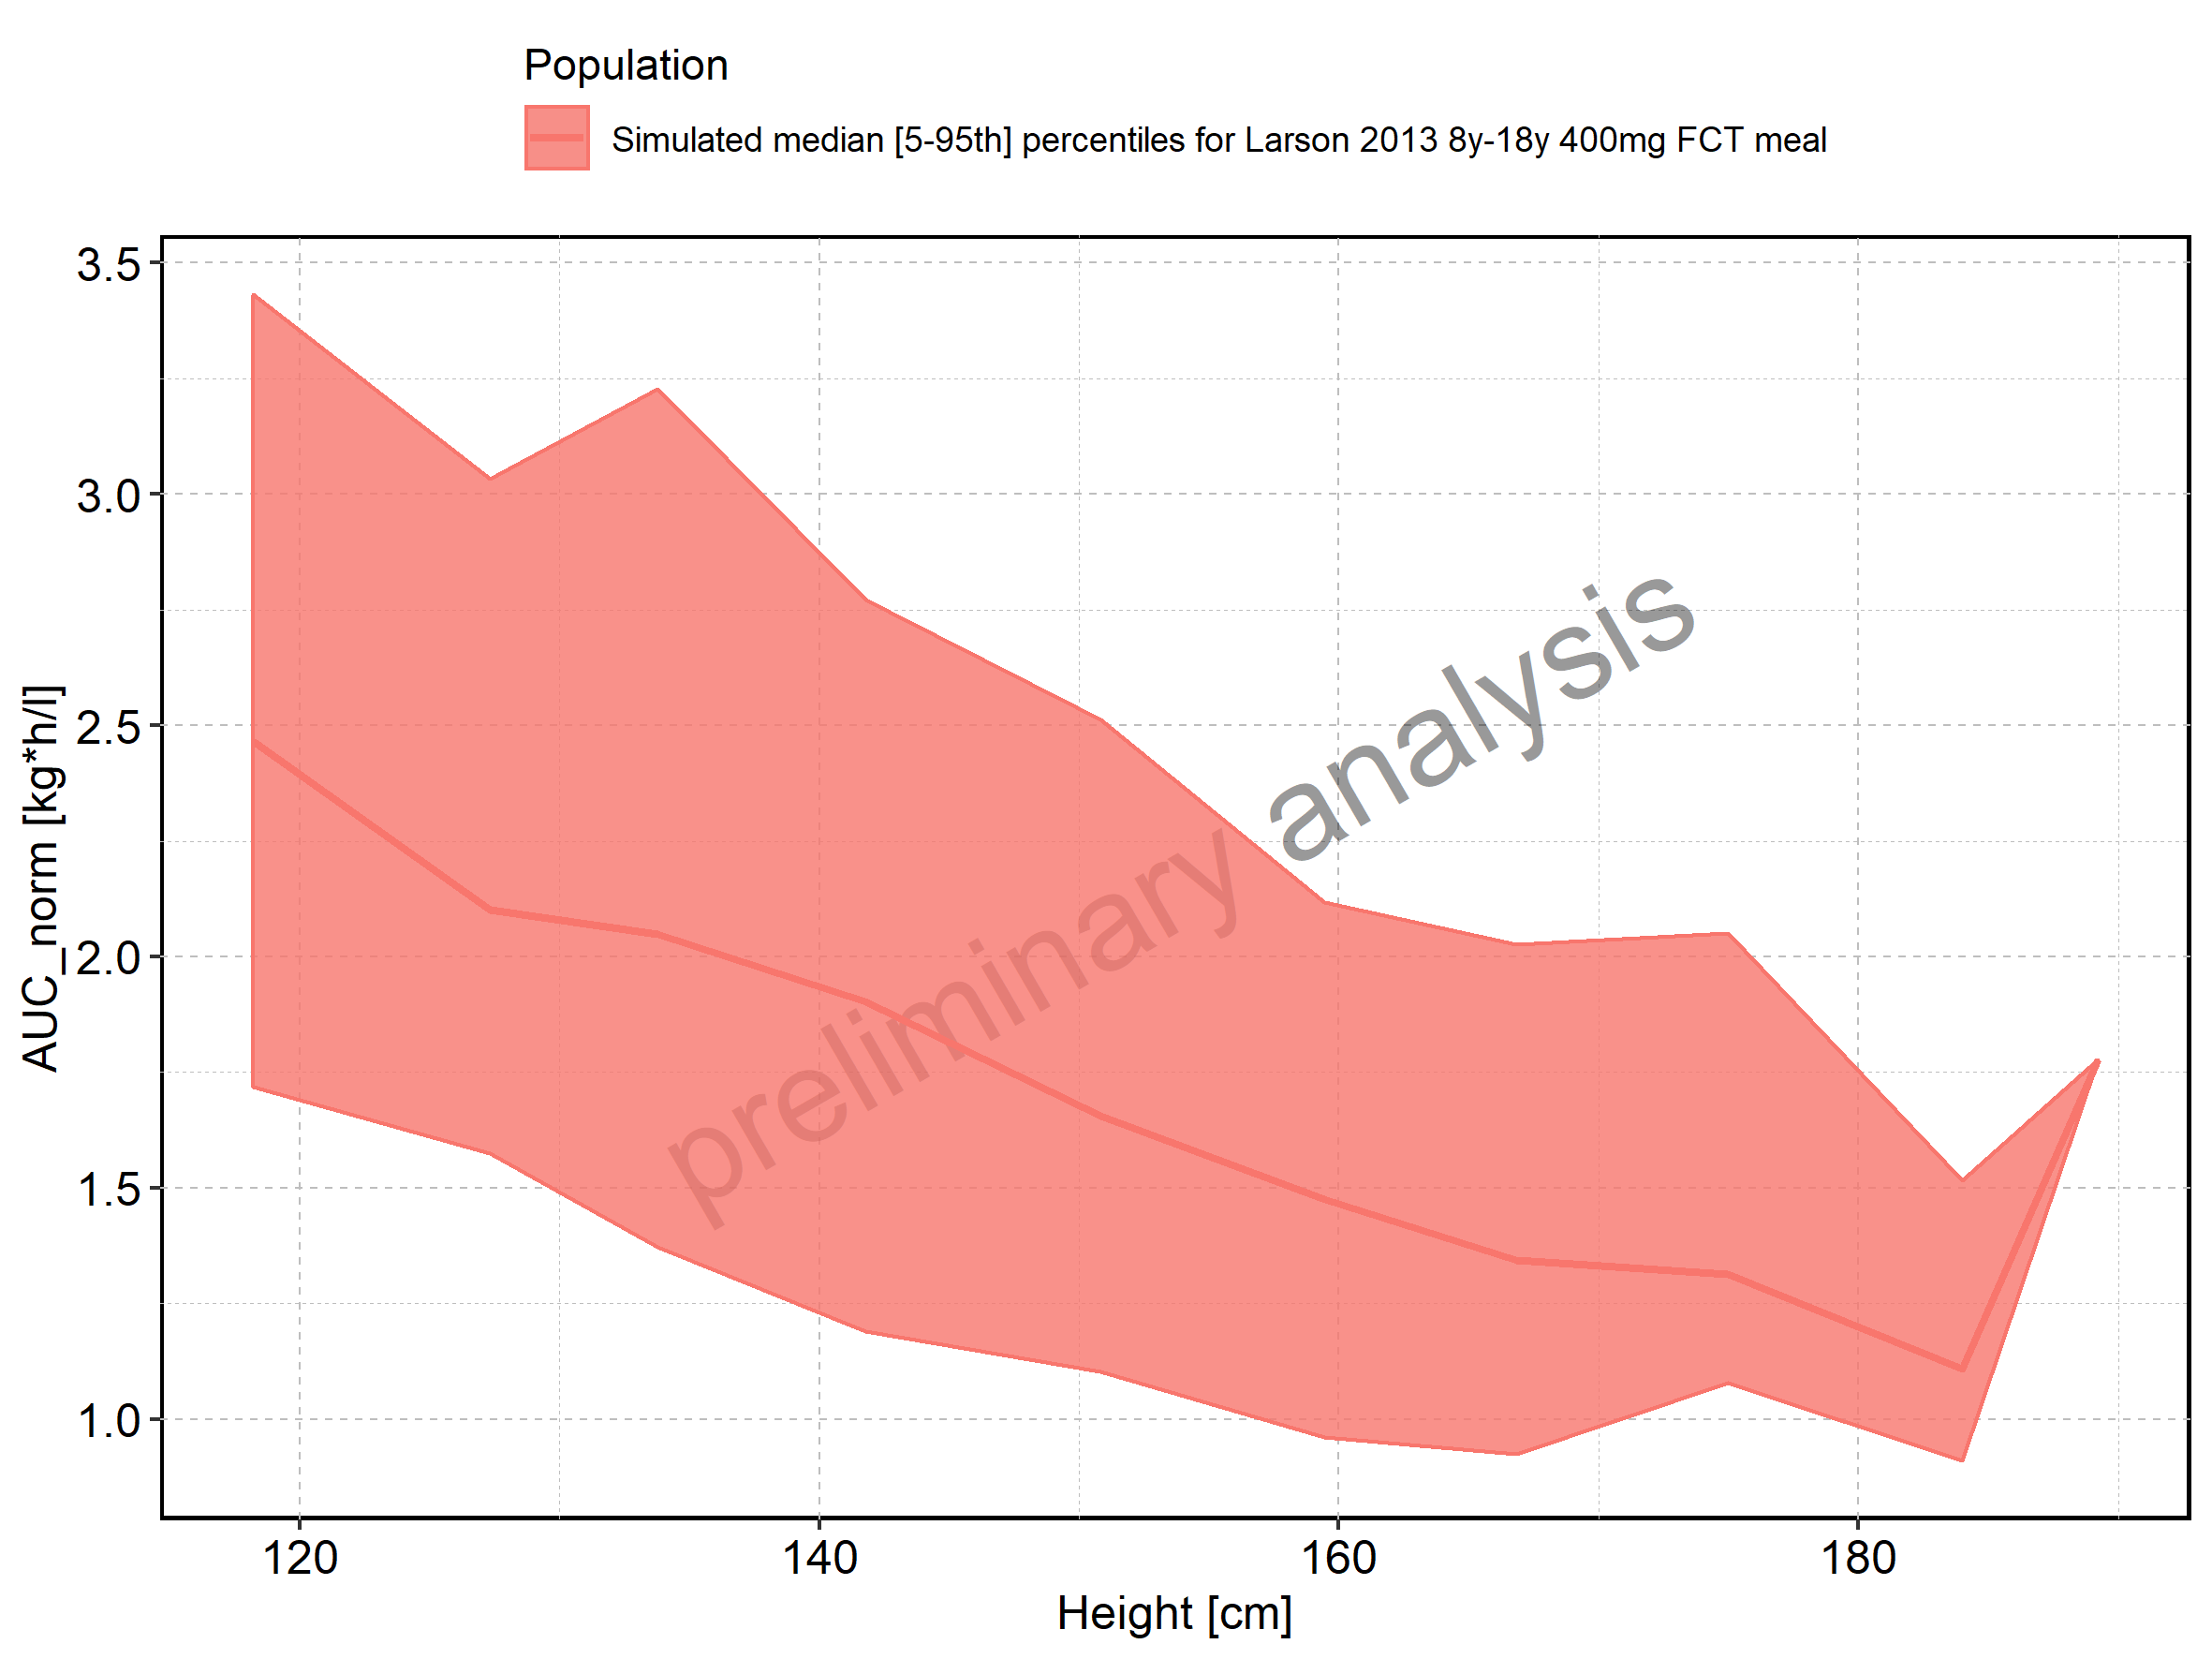 Population
Simulated median [5-95th] percentiles for Larson 2013 8y-18y 400mg FCT meal
3.5
3.0
2.5
2.0
1.5
1.0
AUC_norm [kg*h/l]
preliminary analysis
120
140
160
180
Height [cm]